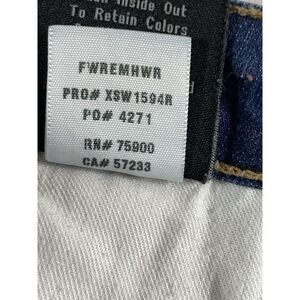 Inside Out
To Retain Colors
FWREMHWR
PRO# XSW1594R
PO# 4271
RN# 75900
CA# 57233